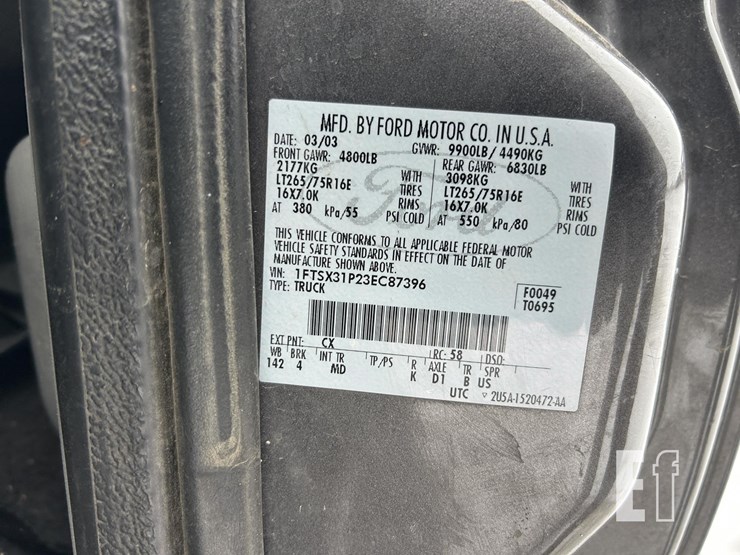 MFD. BY FORD MOTOR CO. IN U.S.A.
DATE: 03/03 GVWR: 9900LB/4490KG
FRONT GAWR: 4800LB REAR GAWR: 6830LB
2177KG WITH 3098KG WITH
LT265/75R16E TIRES LT265/75R16E TIRES
16X7.0K RIMS 16X7.0K RIMS
AT 380 kPa/55 PSI COLD AT 550 kPa/80 PSI COLD
Ford
THIS VEHICLE CONFORMS TO ALL APPLICABLE FEDERAL MOTOR
VEHICLE SAFETY STANDARDS IN EFFECT ON THE DATE OF
MANUFACTURE SHOWN ABOVE.
VIN: 1FTSX31P23EC87396
TYPE: TRUCK
F0049
T0695
EXT PNT: CX RC: 58 DSO:
WB BRK INT TR TP/PS R AXLE TR SPR
142 4 MD K D1 B US
UTC ▽ 2U5A-1520472-AA
Ef